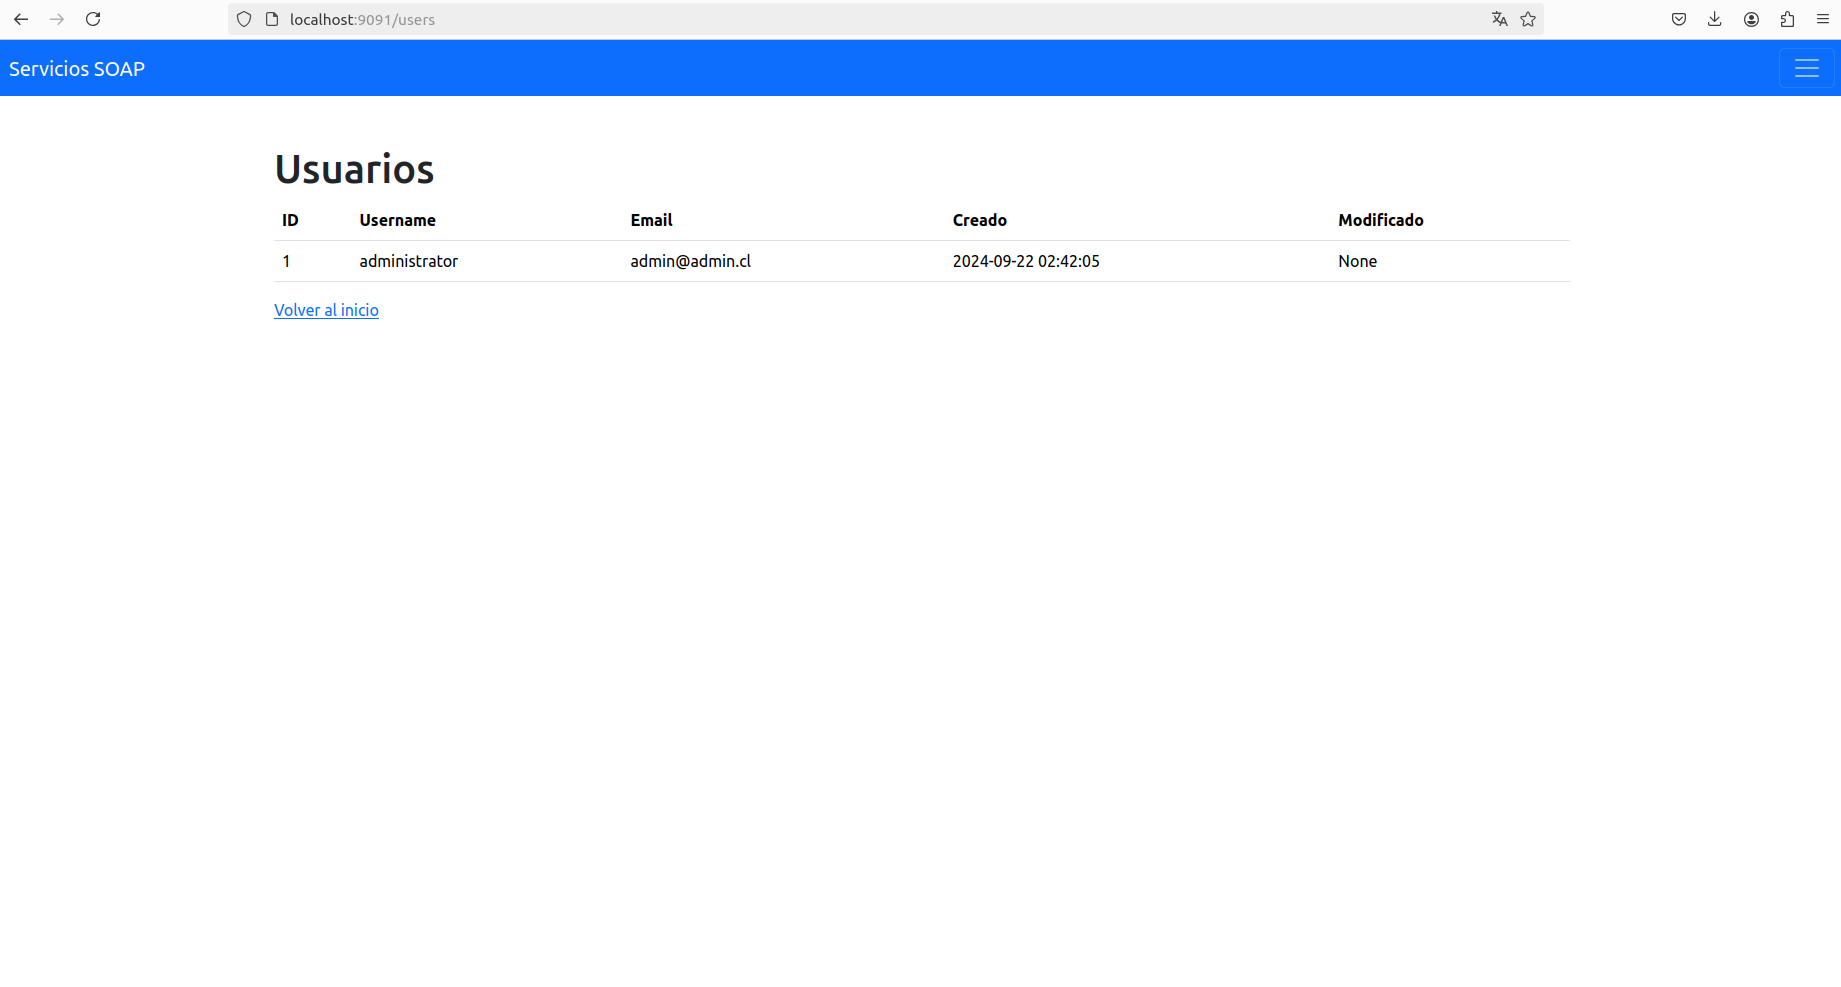 localhost:9091/users
Servicios SOAP
Usuarios
ID Username Email Creado Modificado
1 administrator admin@admin.cl 2024-09-22 02:42:05 None
Volver al inicio